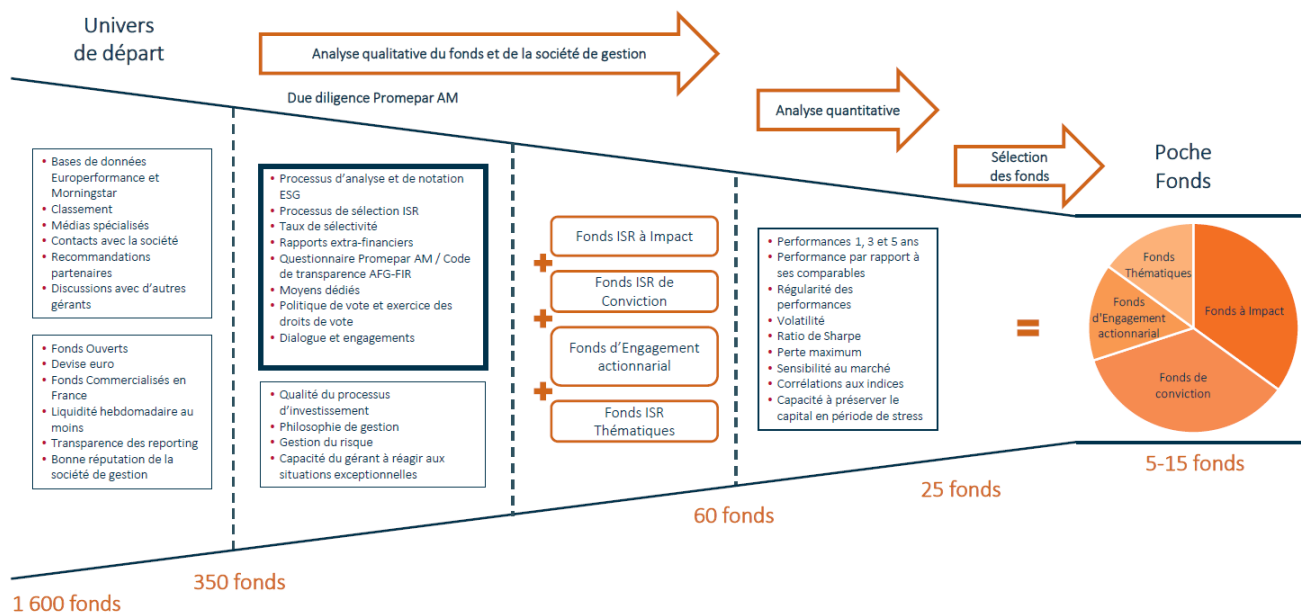 Univers
de départ
Analyse qualitative du fonds et de la société de gestion
Due diligence Promepar AM
Analyse quantitative
Sélection
des fonds
Poche
Fonds
• Bases de données
Europerformance et
Morningstar
• Classement
• Médias spécialisés
• Contacts avec la société
• Recommandations
partenaires
• Discussions avec d'autres
gérants
• Fonds Ouverts
• Devise euro
• Fonds Commercialisés en
France
• Liquidité hebdomadaire au
moins
• Transparence des reporting
• Bonne réputation de la
société de gestion
• Processus d'analyse et de notation
ESG
• Processus de sélection ISR
• Taux de sélectivité
• Rapports extra-financiers
• Questionnaire Promepar AM / Code
de transparence AFG-FIR
• Moyens dédiés
• Politique de vote et exercice des
droits de vote
• Dialogue et engagements
• Qualité du processus
d'investissement
• Philosophie de gestion
• Gestion du risque
• Capacité du gérant à réagir aux
situations exceptionnelles
Fonds ISR à Impact
+
Fonds ISR de
Conviction
+
Fonds d'Engagement
actionnarial
+
Fonds ISR
Thématiques
• Performances 1, 3 et 5 ans
• Performance par rapport à
ses comparables
• Régularité des
performances
• Volatilité
• Ratio de Sharpe
• Perte maximum
• Sensibilité au marché
• Corrélations aux indices
• Capacité à préserver le
capital en période de stress
=
Fonds
Thématiques
Fonds
d'Engagement
actionnarial
Fonds à Impact
Fonds de
conviction
1 600 fonds
350 fonds
60 fonds
25 fonds
5-15 fonds